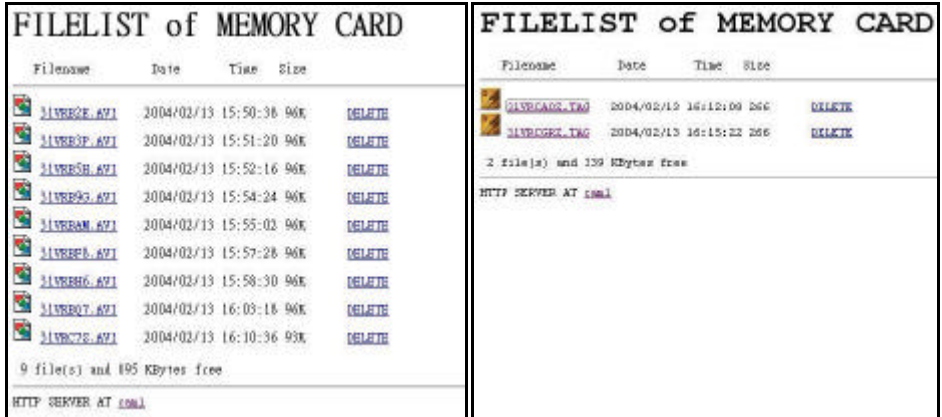 FILELIST of MEMORY CARD
Filename Date Time Size
31VRB2E.AVI 2004/02/13 15:50:38 96K DELETE
31VRB3P.AVI 2004/02/13 15:51:20 96K DELETE
31VRB5H.AVI 2004/02/13 15:52:16 96K DELETE
31VRB9G.AVI 2004/02/13 15:54:24 96K DELETE
31VRBAM.AVI 2004/02/13 15:55:02 96K DELETE
2004/02/13 15:57:28 96K DELETE
31VRBH6.AVI 2004/02/13 15:58:30 96K DELETE
31VRBQ7.AVI 2004/02/13 16:03:18 96K DELETE
2004/02/13 16:10:36 93K DELETE
9 file(s) and 895 KBytes free
HTTP SERVER AT cam1
FILELIST of MEMORY CARD
Filename Date Time Size
2004/02/13 16:12:00 266 DELETE
2004/02/13 16:15:22 266 DELETE
2 file(s) and 139 KBytes free
HTTP SERVER AT cam1